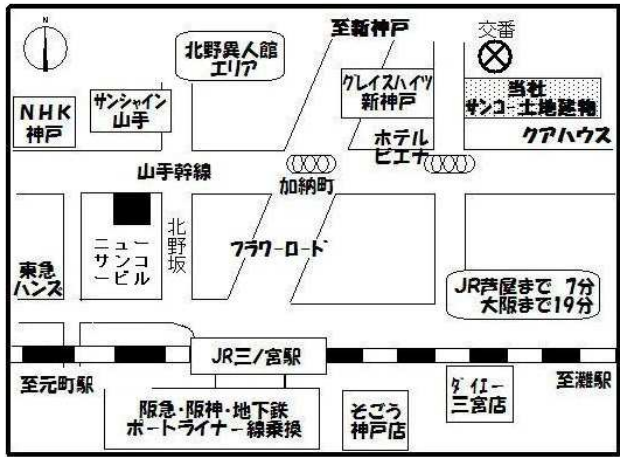 N
至新神戸
交番
北野異人館
エリア
グレイスハイツ
新神戸
当社
サンコー土地建物
NHK
神戸
サンシャイン
山手
ホテル
ピエナ
クアハウス
山手幹線
加納町
北野坂
ニューサンコービル
フラワーロード
東急
ハンズ
JR芦屋まで 7分
大阪まで19分
JR三ノ宮駅
至元町駅
至灘駅
阪急・阪神・地下鉄
ポートライナー線乗換
そごう
神戸店
ダイエー
三宮店